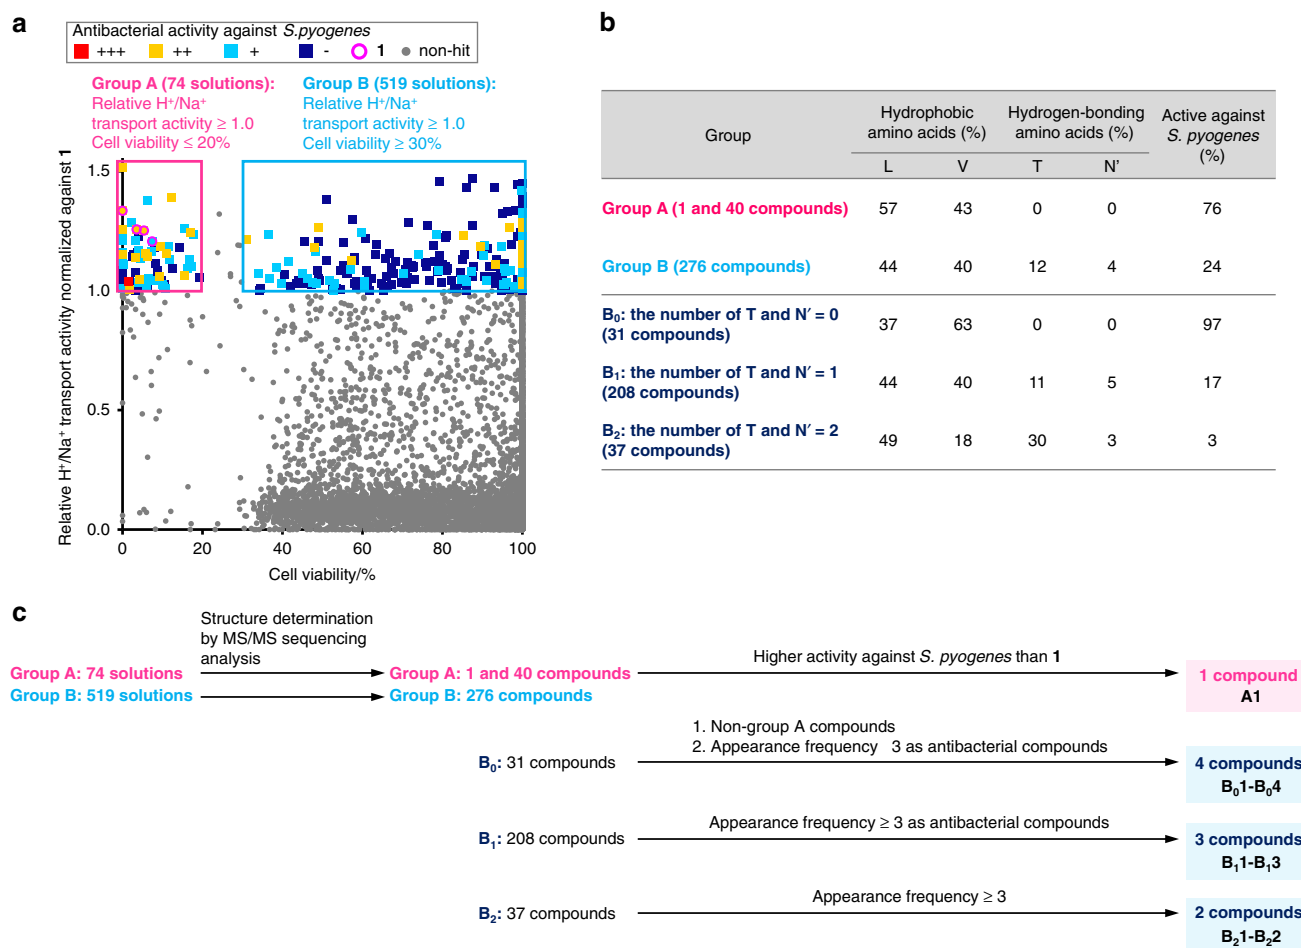 a
Antibacterial activity against S.pyogenes
+++ ++ + - 1 non-hit
Group A (74 solutions):
Relative H⁺/Na⁺
transport activity ≥ 1.0
Cell viability ≤ 20%
Group B (519 solutions):
Relative H⁺/Na⁺
transport activity ≥ 1.0
Cell viability ≥ 30%
Relative H⁺/Na⁺ transport activity normalized against 1
1.5
1.0
0.5
0.0
0 20 40 60 80 100
Cell viability/%
b
Group
Hydrophobic
amino acids (%)
Hydrogen-bonding
amino acids (%)
Active against
S. pyogenes
(%)
L V T N'
Group A (1 and 40 compounds) 57 43 0 0 76
Group B (276 compounds) 44 40 12 4 24
B₀: the number of T and N′ = 0
(31 compounds)
37 63 0 0 97
B₁: the number of T and N′ = 1
(208 compounds)
44 40 11 5 17
B₂: the number of T and N′ = 2
(37 compounds)
49 18 30 3 3
c
Structure determination
by MS/MS sequencing
analysis
Group A: 74 solutions
Group B: 519 solutions
Group A: 1 and 40 compounds
Group B: 276 compounds
Higher activity against S. pyogenes than 1
1 compound
A1
B₀: 31 compounds
1. Non-group A compounds
2. Appearance frequency 3 as antibacterial compounds
4 compounds
B₀1-B₀4
B₁: 208 compounds
Appearance frequency ≥ 3 as antibacterial compounds
3 compounds
B₁1-B₁3
B₂: 37 compounds
Appearance frequency ≥ 3
2 compounds
B₂1-B₂2